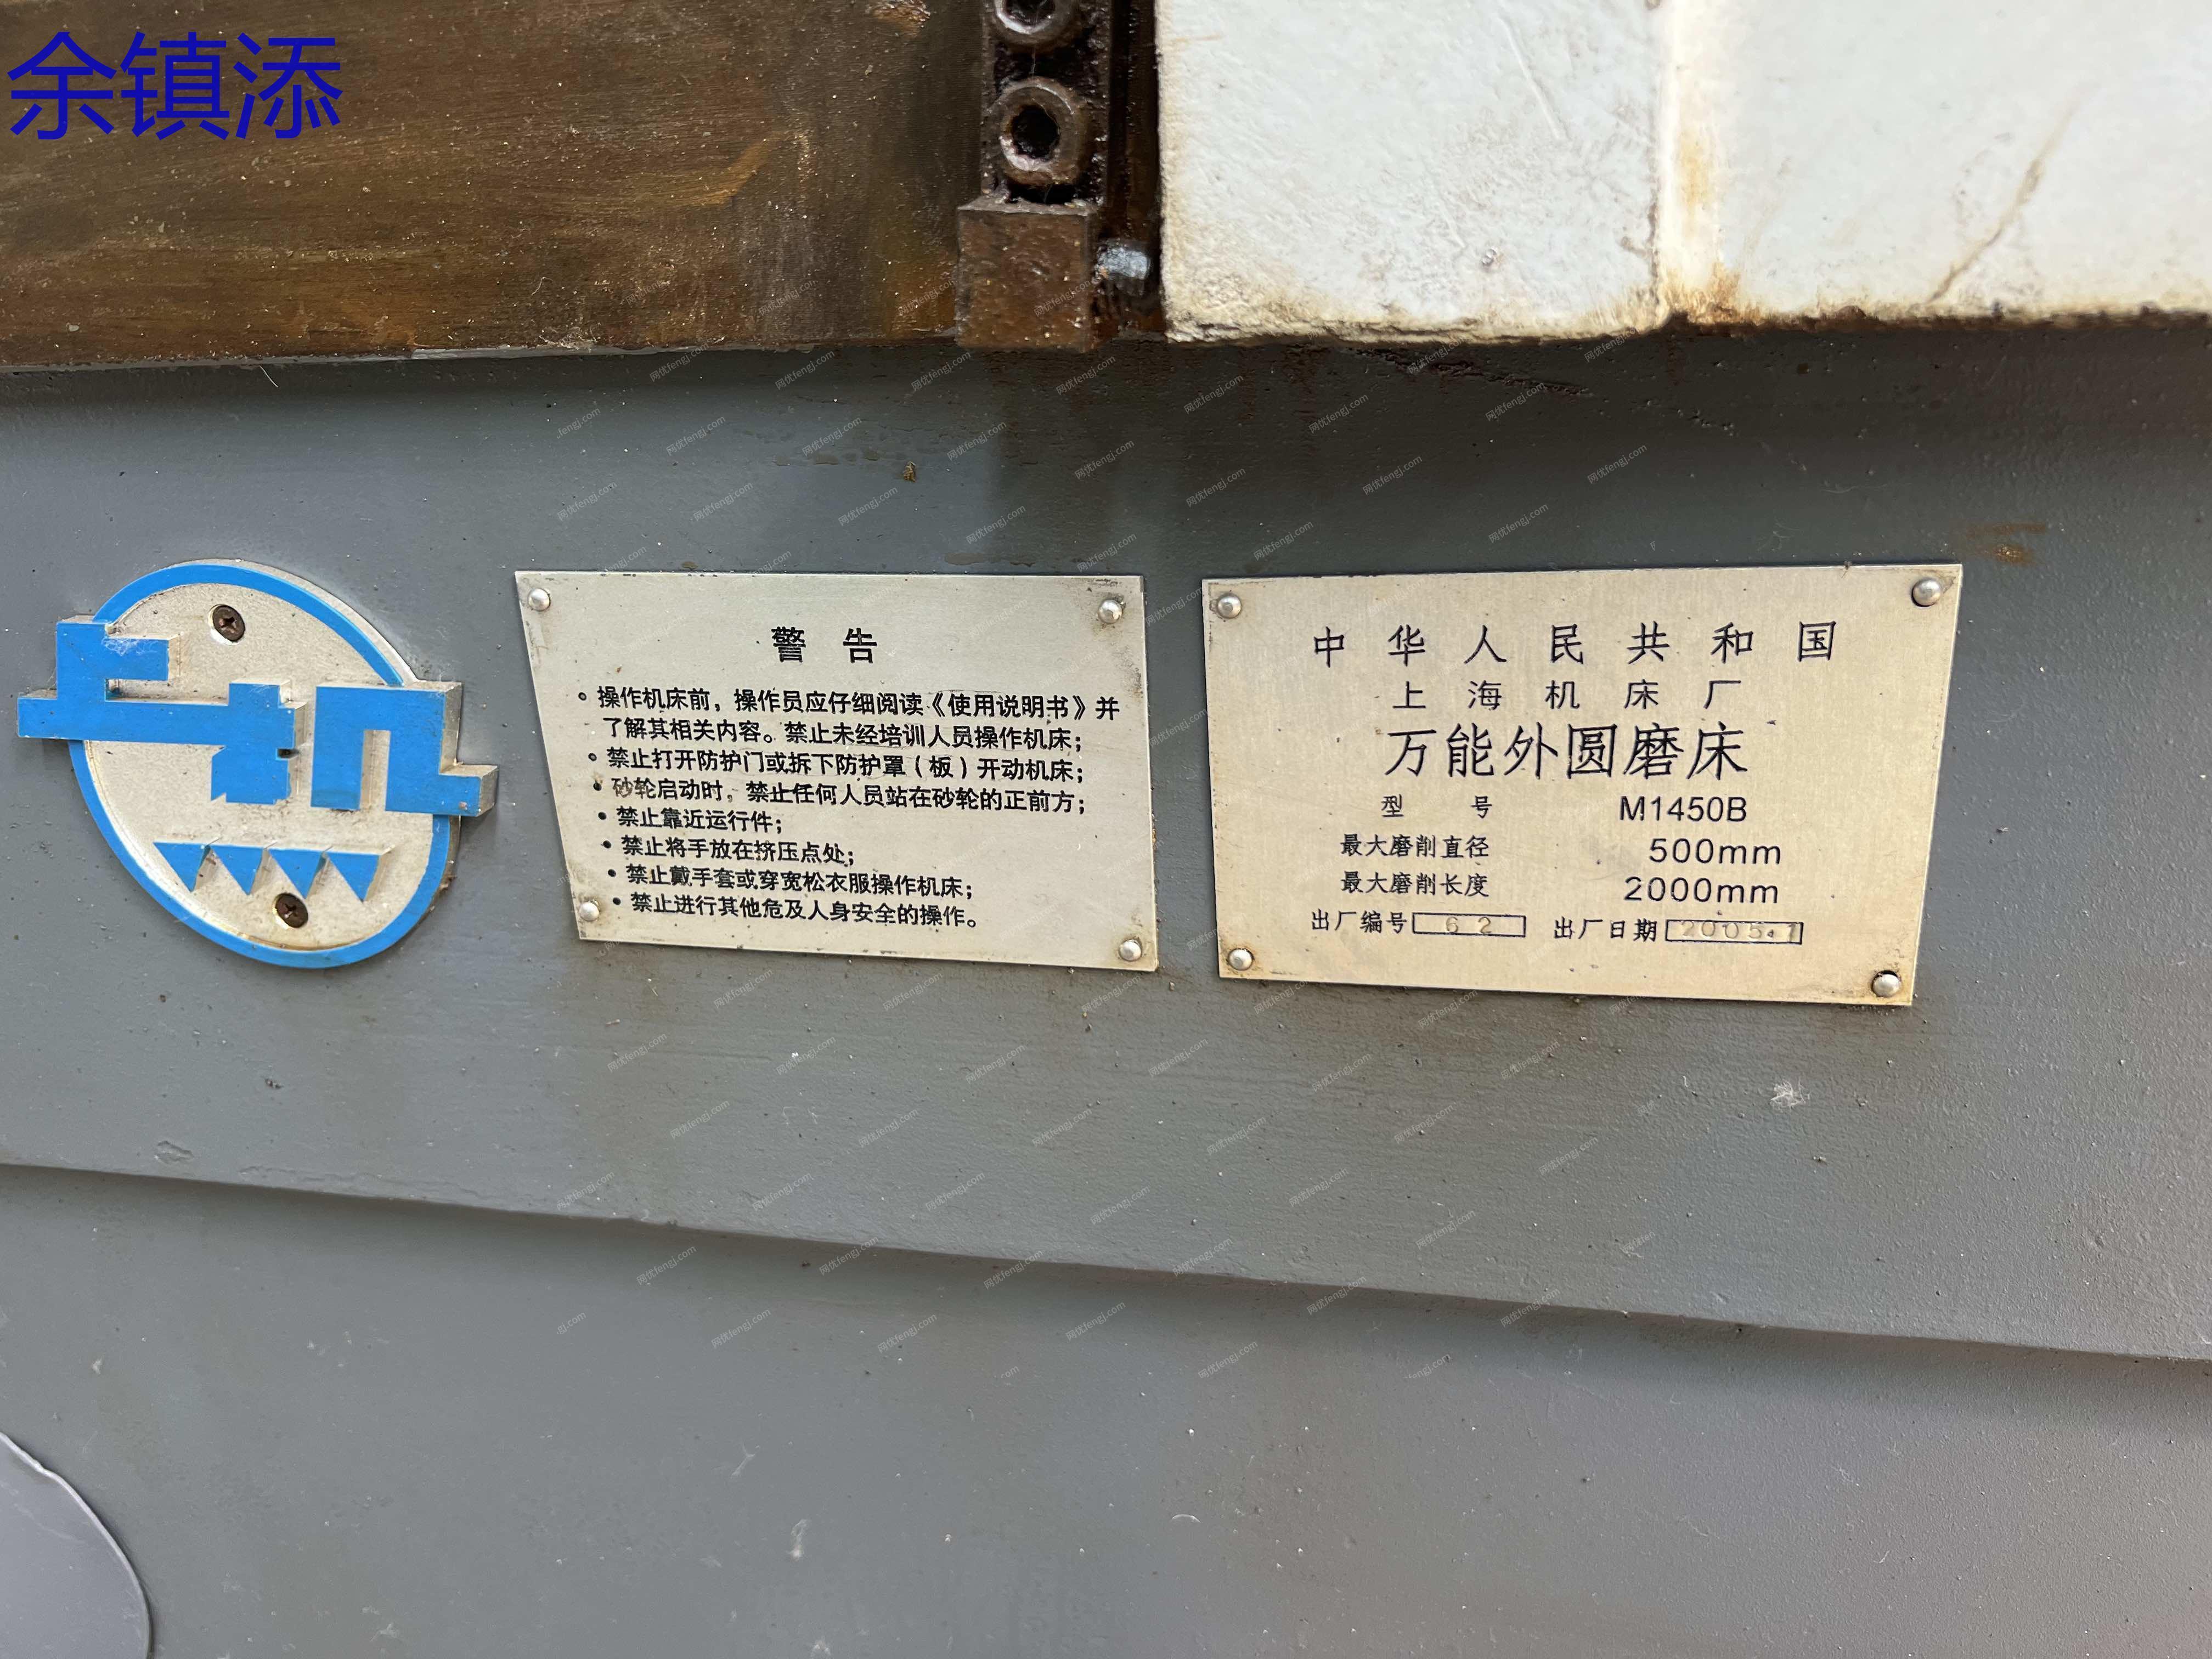 余镇添
上机
警 告
• 操作机床前，操作员应仔细阅读《使用说明书》并
了解其相关内容。禁止未经培训人员操作机床；
• 禁止打开防护门或拆下防护罩（板）开动机床；
• 砂轮启动时，禁止任何人员站在砂轮的正前方；
• 禁止靠近运行件；
• 禁止将手放在挤压点处；
• 禁止戴手套或穿宽松衣服操作机床；
• 禁止进行其他危及人身安全的操作。
中华人民共和国
上海机床厂
万能外圆磨床
型 号 M1450B
最大磨削直径 500mm
最大磨削长度 2000mm
出厂编号 62 出厂日期 2005.1
网优fengj.com